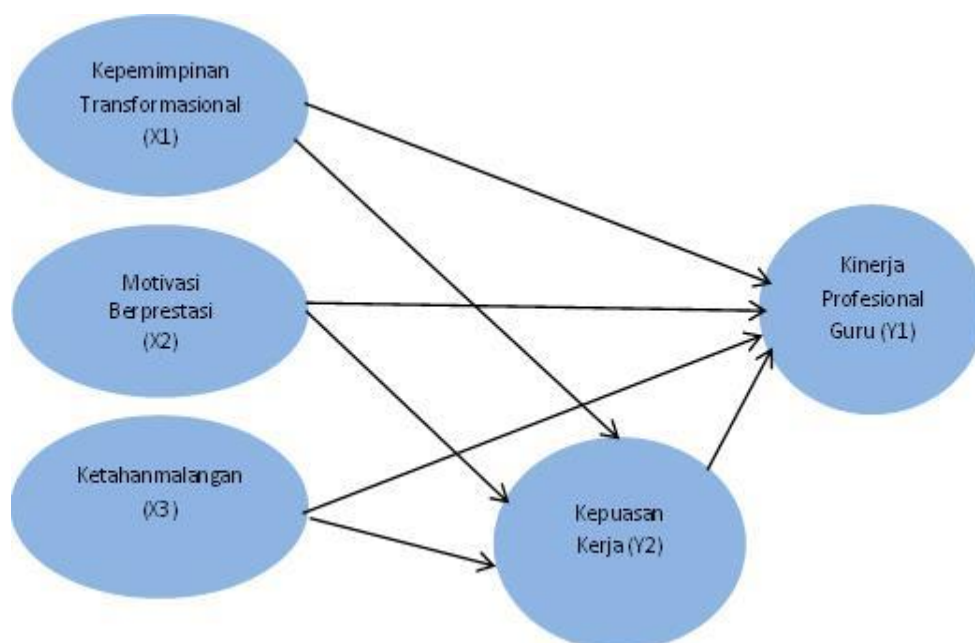 Kepemimpinan
Transformasional
(X1)
Motivasi
Berprestasi
(X2)
Ketahanmalangan
(X3)
Kinerja
Profesional
Guru (Y1)
Kepuasan
Kerja (Y2)